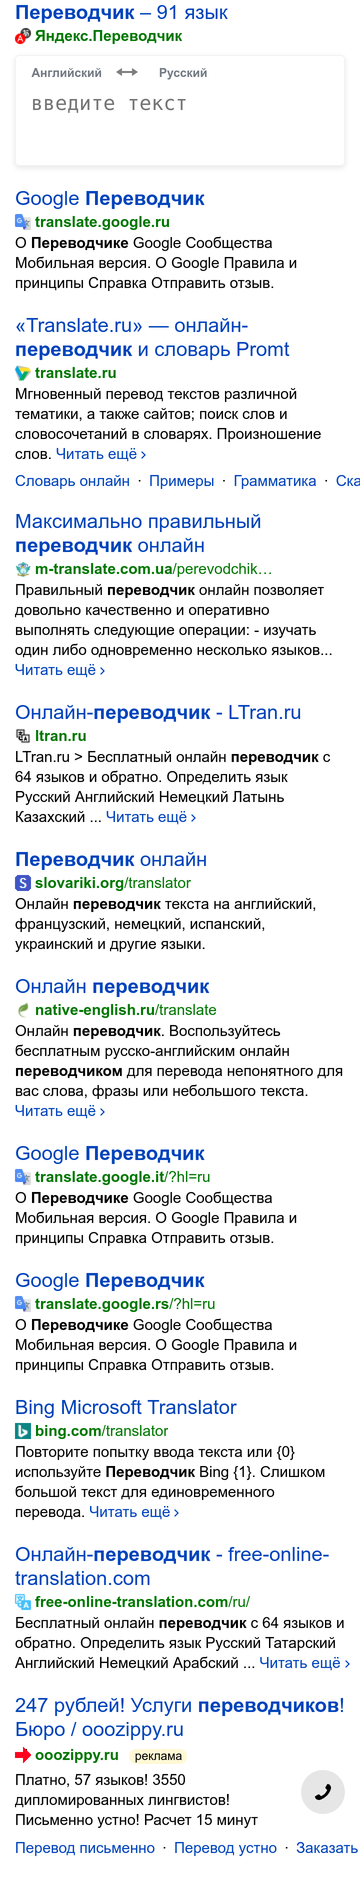 Переводчик – 91 язык
Яндекс.Переводчик
Английский Русский
введите текст
Google Переводчик
translate.google.ru
О Переводчике Google Сообщества
Мобильная версия. О Google Правила и
принципы Справка Отправить отзыв.
«Translate.ru» — онлайн-
переводчик и словарь Promt
translate.ru
Мгновенный перевод текстов различной
тематики, а также сайтов; поиск слов и
словосочетаний в словарях. Произношение
слов. Читать ещё ›
Словарь онлайн · Примеры · Грамматика · Ска
Максимально правильный
переводчик онлайн
m-translate.com.ua/perevodchik…
Правильный переводчик онлайн позволяет
довольно качественно и оперативно
выполнять следующие операции: - изучать
один либо одновременно несколько языков...
Читать ещё ›
Онлайн-переводчик - LTran.ru
ltran.ru
LTran.ru > Бесплатный онлайн переводчик с
64 языков и обратно. Определить язык
Русский Английский Немецкий Латынь
Казахский ... Читать ещё ›
Переводчик онлайн
slovariki.org/translator
Онлайн переводчик текста на английский,
французский, немецкий, испанский,
украинский и другие языки.
Онлайн переводчик
native-english.ru/translate
Онлайн переводчик. Воспользуйтесь
бесплатным русско-английским онлайн
переводчиком для перевода непонятного для
вас слова, фразы или небольшого текста.
Читать ещё ›
Google Переводчик
translate.google.it/?hl=ru
О Переводчике Google Сообщества
Мобильная версия. О Google Правила и
принципы Справка Отправить отзыв.
Google Переводчик
translate.google.rs/?hl=ru
О Переводчике Google Сообщества
Мобильная версия. О Google Правила и
принципы Справка Отправить отзыв.
Bing Microsoft Translator
bing.com/translator
Повторите попытку ввода текста или {0}
используйте Переводчик Bing {1}. Слишком
большой текст для единовременного
перевода. Читать ещё ›
Онлайн-переводчик - free-online-
translation.com
free-online-translation.com/ru/
Бесплатный онлайн переводчик с 64 языков и
обратно. Определить язык Русский Татарский
Английский Немецкий Арабский ... Читать ещё ›
247 рублей! Услуги переводчиков!
Бюро / ooozippy.ru
ooozippy.ru реклама
Платно, 57 языков! 3550
дипломированных лингвистов!
Письменно устно! Расчет 15 минут
Перевод письменно · Перевод устно · Заказать